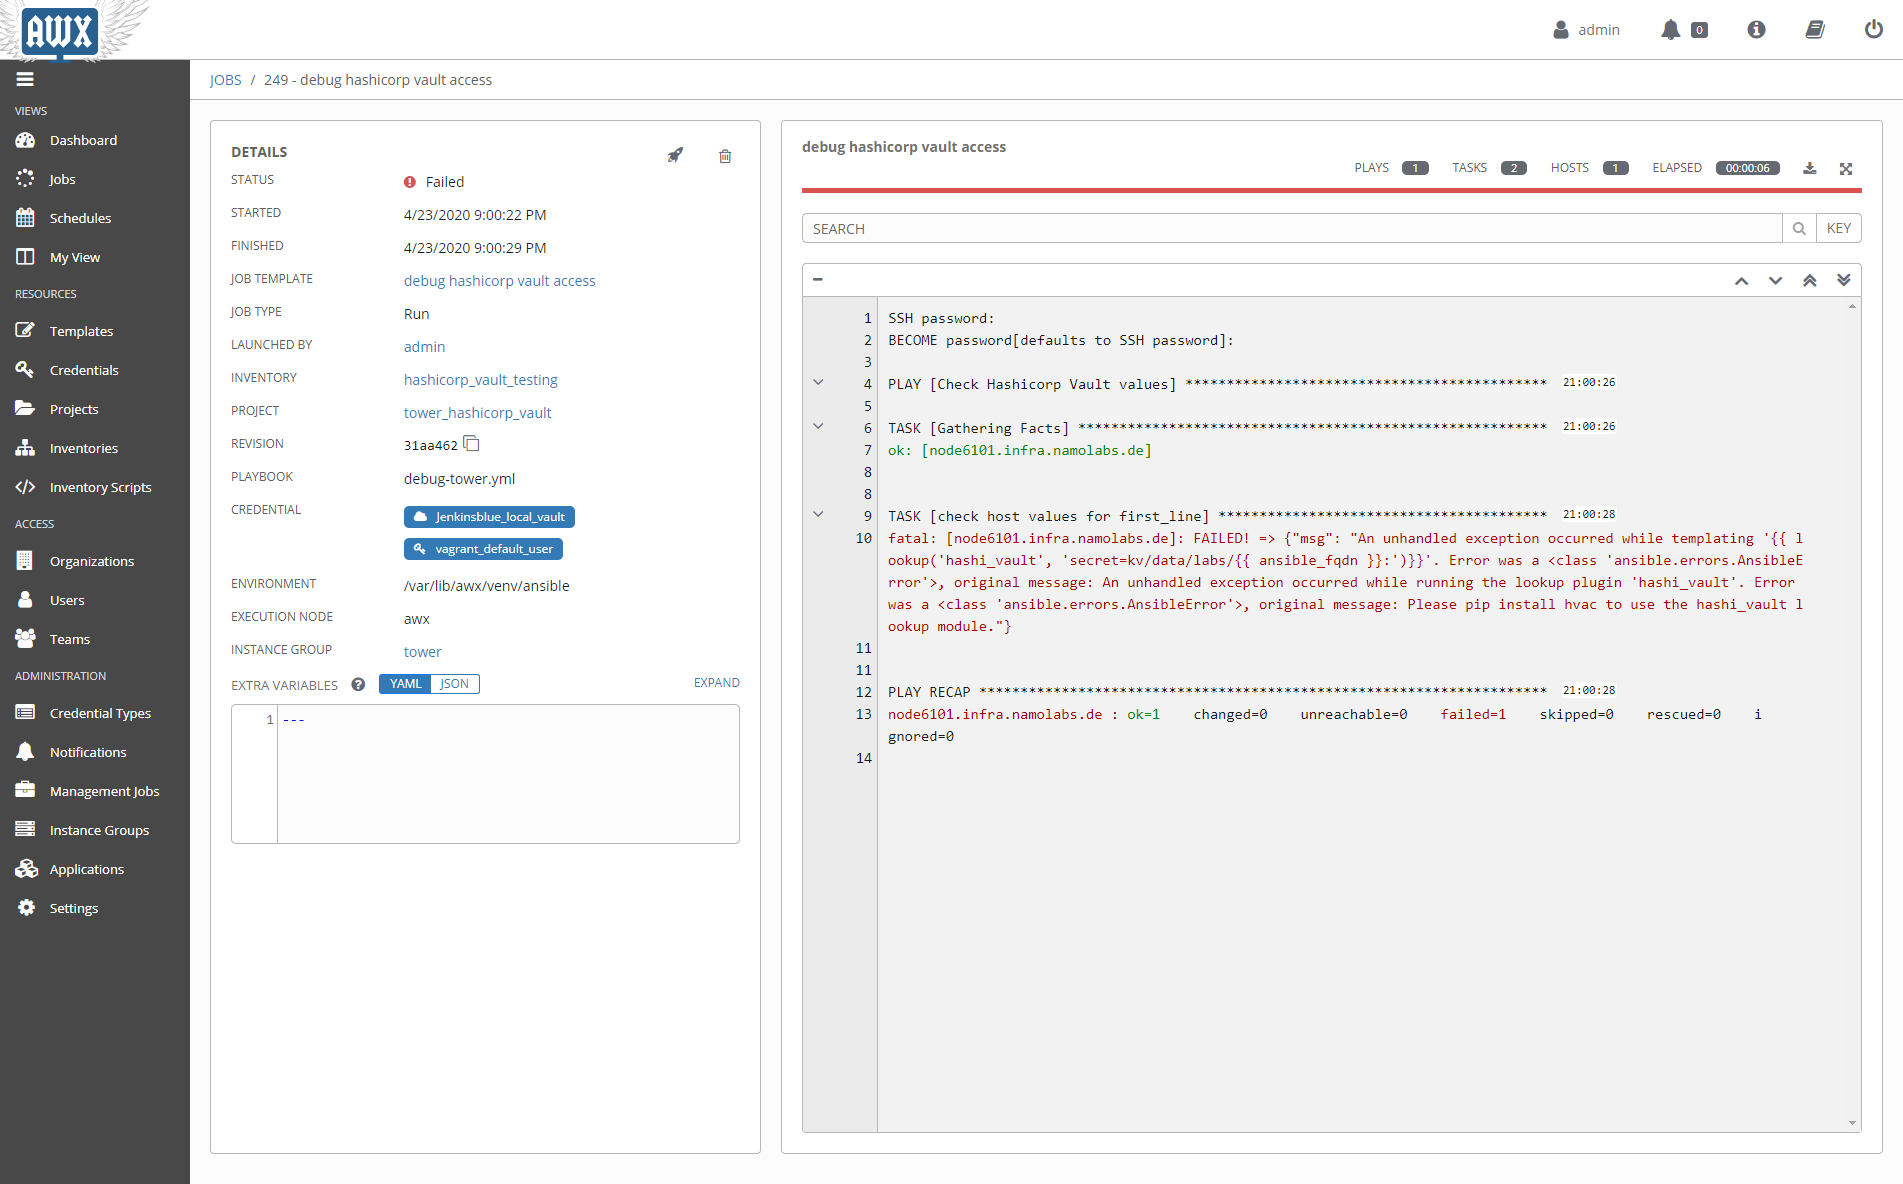 AWX
admin
0
VIEWS
Dashboard
Jobs
Schedules
My View
RESOURCES
Templates
Credentials
Projects
Inventories
Inventory Scripts
ACCESS
Organizations
Users
Teams
ADMINISTRATION
Credential Types
Notifications
Management Jobs
Instance Groups
Applications
Settings
JOBS / 249 - debug hashicorp vault access
DETAILS
STATUS Failed
STARTED 4/23/2020 9:00:22 PM
FINISHED 4/23/2020 9:00:29 PM
JOB TEMPLATE debug hashicorp vault access
JOB TYPE Run
LAUNCHED BY admin
INVENTORY hashicorp_vault_testing
PROJECT tower_hashicorp_vault
REVISION 31aa462
PLAYBOOK debug-tower.yml
CREDENTIAL Jenkinsblue_local_vault
vagrant_default_user
ENVIRONMENT /var/lib/awx/venv/ansible
EXECUTION NODE awx
INSTANCE GROUP tower
EXTRA VARIABLES ? YAML JSON EXPAND
1 ---
debug hashicorp vault access
PLAYS 1 TASKS 2 HOSTS 1 ELAPSED 00:00:06
SEARCH KEY
1 SSH password:
2 BECOME password[defaults to SSH password]:
3
4 PLAY [Check Hashicorp Vault values] ******************************************** 21:00:26
5
6 TASK [Gathering Facts] ********************************************************* 21:00:26
7 ok: [node6101.infra.namolabs.de]
8
8
9 TASK [check host values for first_line] **************************************** 21:00:28
10 fatal: [node6101.infra.namolabs.de]: FAILED! => {"msg": "An unhandled exception occurred while templating '{{ l
ookup('hashi_vault', 'secret=kv/data/labs/{{ ansible_fqdn }}:')}}'. Error was a <class 'ansible.errors.AnsibleE
rror'>, original message: An unhandled exception occurred while running the lookup plugin 'hashi_vault'. Error
was a <class 'ansible.errors.AnsibleError'>, original message: Please pip install hvac to use the hashi_vault l
ookup module."}
11
11
12 PLAY RECAP ********************************************************************* 21:00:28
13 node6101.infra.namolabs.de : ok=1 changed=0 unreachable=0 failed=1 skipped=0 rescued=0 i
gnored=0
14